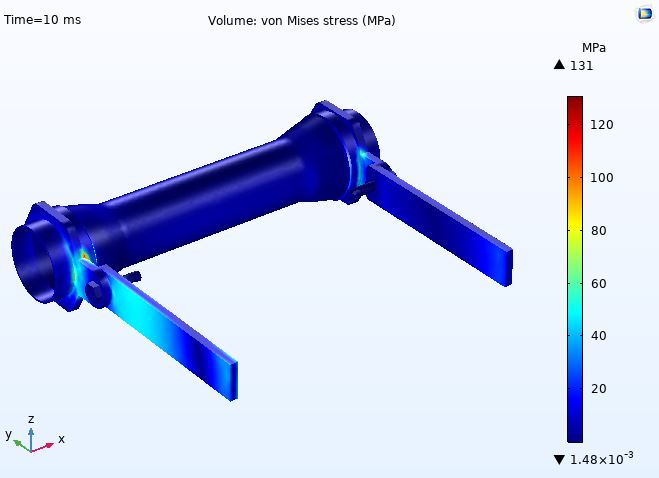 Time=10 ms
Volume: von Mises stress (MPa)
MPa
▲ 131
120
100
80
60
40
20
▼ 1.48×10⁻³
z
y
x